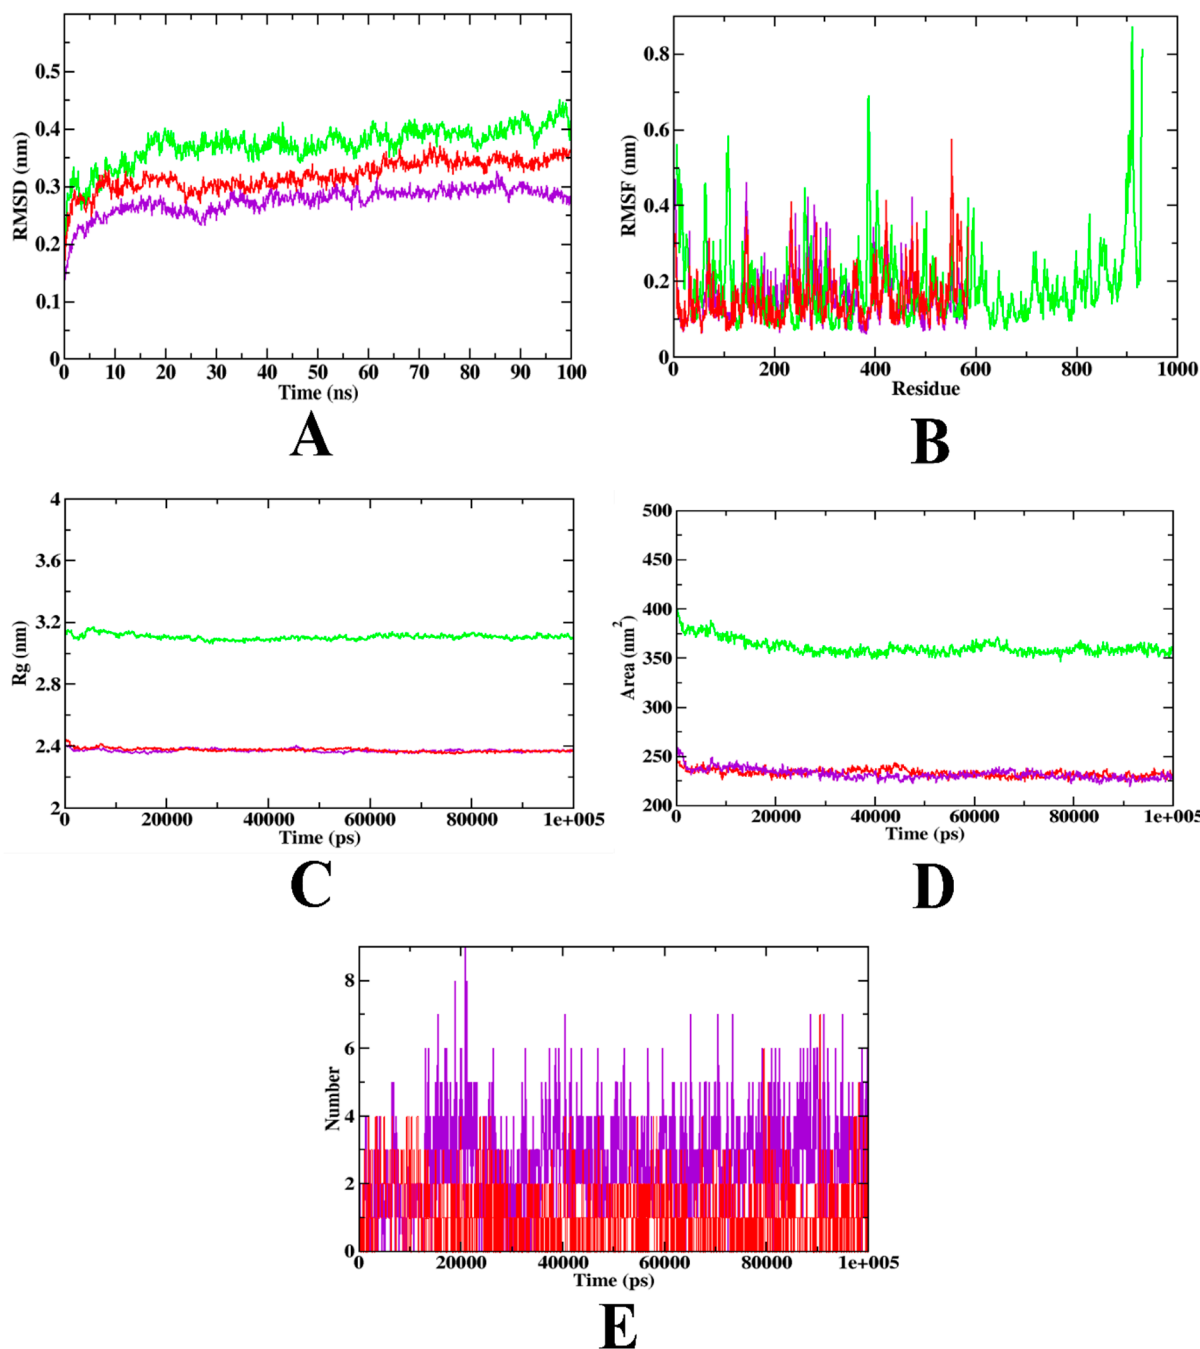 RMSD (nm)
0.5
0.4
0.3
0.2
0.1
0
0 10 20 30 40 50 60 70 80 90 100
Time (ns)
A
RMSF (nm)
0.8
0.6
0.4
0.2
0
0 200 400 600 800 1000
Residue
B
Rg (nm)
4
3.6
3.2
2.8
2.4
2
0 20000 40000 60000 80000 1e+005
Time (ps)
C
Area (nm²)
500
450
400
350
300
250
200
0 20000 40000 60000 80000 1e+005
Time (ps)
D
Number
8
6
4
2
0
0 20000 40000 60000 80000 1e+005
Time (ps)
E